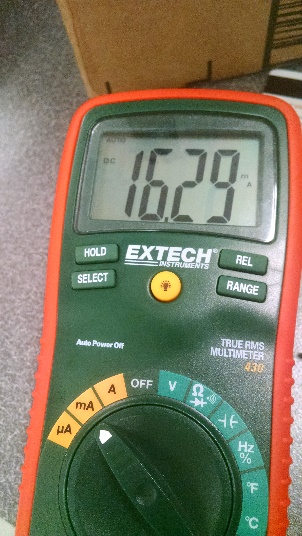 AUTO
DC
16.29
m
A
HOLD
EXTECH®
INSTRUMENTS
REL
SELECT
RANGE
Auto Power Off
TRUE RMS
MULTIMETER
430
µA
mA
A
OFF
V
Ω
Hz
%
°F
°C